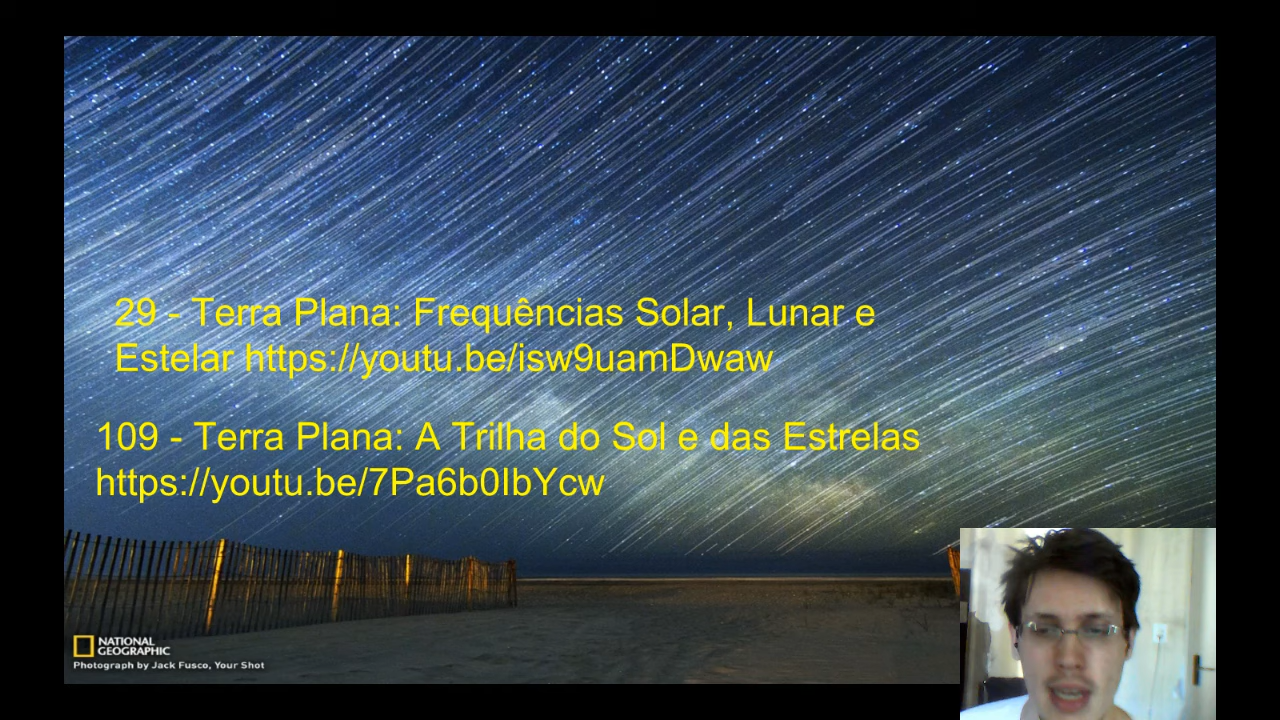 29 - Terra Plana: Frequências Solar, Lunar e
Estelar https://youtu.be/isw9uamDwaw
109 - Terra Plana: A Trilha do Sol e das Estrelas
https://youtu.be/7Pa6b0IbYcw
NATIONAL
GEOGRAPHIC
Photograph by Jack Fusco, Your Shot